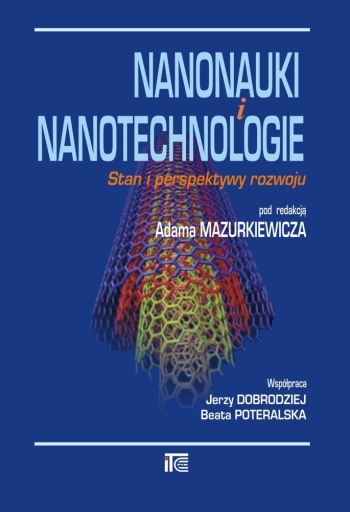 NANONAUKI
i
NANOTECHNOLOGIE
Stan i perspektywy rozwoju
pod redakcją
Adama MAZURKIEWICZA
Współpraca
Jerzy DOBRODZIEJ
Beata POTERALSKA
ITE